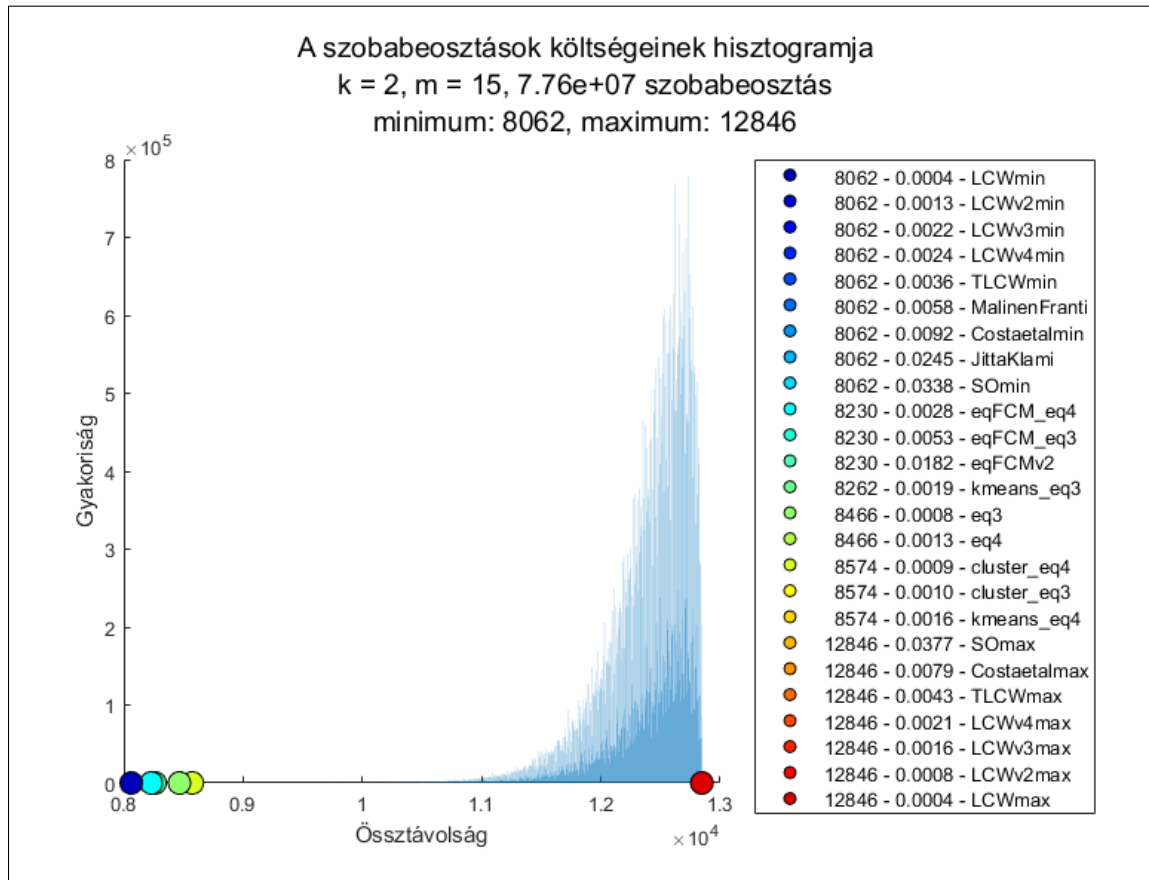 A szobabeosztások költségeinek hisztogramja
k = 2, m = 15, 7.76e+07 szobabeosztás
minimum: 8062, maximum: 12846
×10^5
8
7
6
5
4
3
2
1
0
Gyakoriság
0.8
0.9
1
1.1
1.2
1.3
Össztávolság
×10^4
8062 - 0.0004 - LCWmin
8062 - 0.0013 - LCWv2min
8062 - 0.0022 - LCWv3min
8062 - 0.0024 - LCWv4min
8062 - 0.0036 - TLCWmin
8062 - 0.0058 - MalinenFranti
8062 - 0.0092 - Costaetalmin
8062 - 0.0245 - JittaKlami
8062 - 0.0338 - SOmin
8230 - 0.0028 - eqFCM_eq4
8230 - 0.0053 - eqFCM_eq3
8230 - 0.0182 - eqFCMv2
8262 - 0.0019 - kmeans_eq3
8466 - 0.0008 - eq3
8466 - 0.0013 - eq4
8574 - 0.0009 - cluster_eq4
8574 - 0.0010 - cluster_eq3
8574 - 0.0016 - kmeans_eq4
12846 - 0.0377 - SOmax
12846 - 0.0079 - Costaetalmax
12846 - 0.0043 - TLCWmax
12846 - 0.0021 - LCWv4max
12846 - 0.0016 - LCWv3max
12846 - 0.0008 - LCWv2max
12846 - 0.0004 - LCWmax